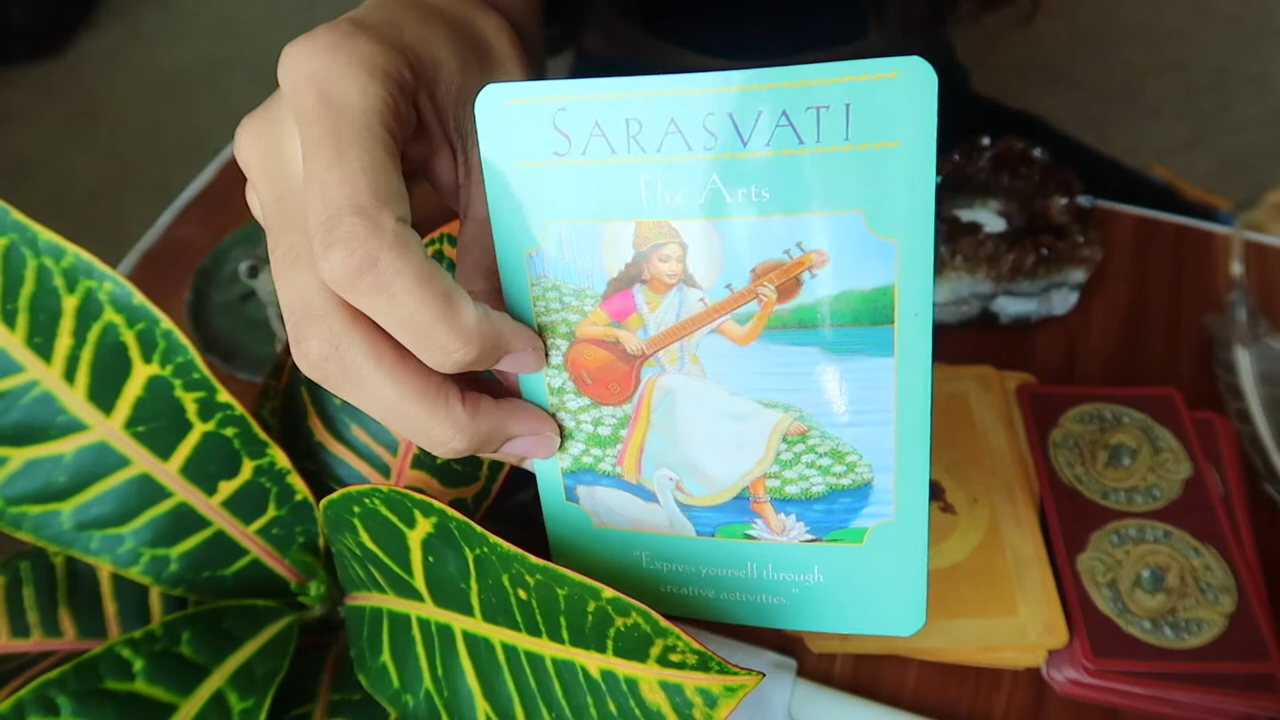 SARASVATI
The Arts
"Express yourself through
creative activities."